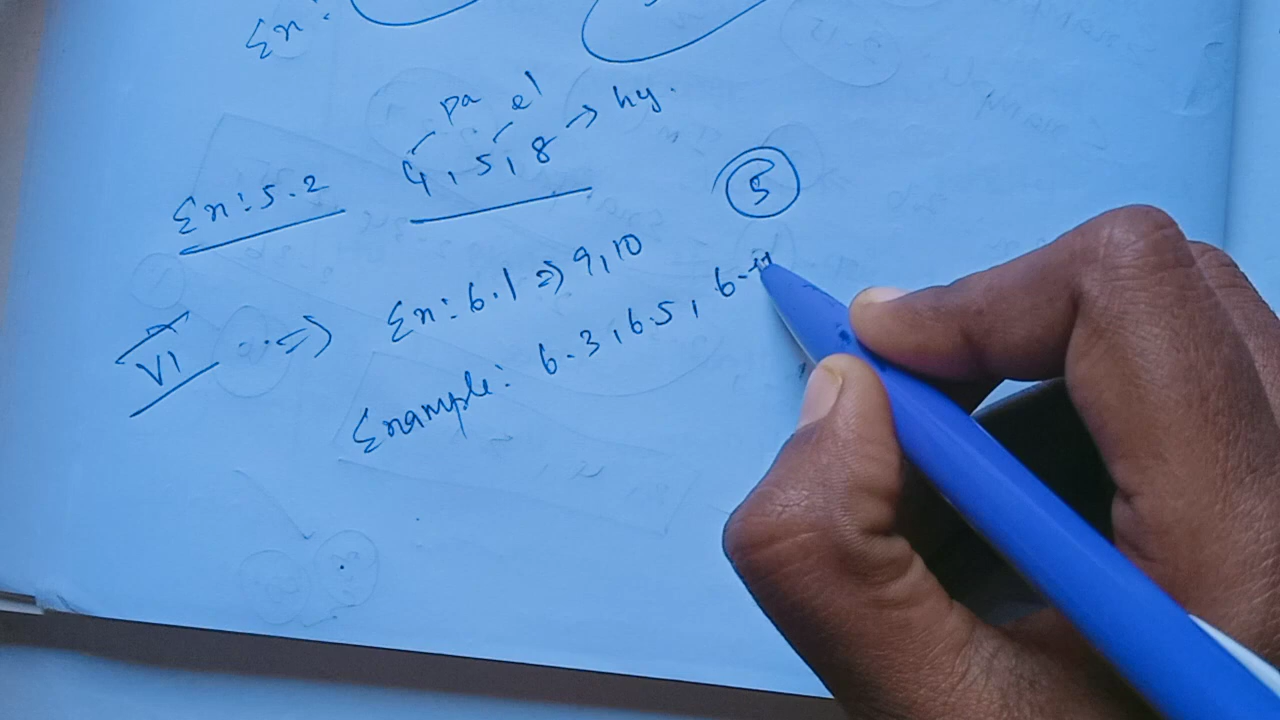 Ex:
pa el
Ex: 5.2 4, 5, 8 → hy.
5
VI ⇒ Ex: 6.1 ⇒ 9, 10
Example: 6.3, 6.5, 6.